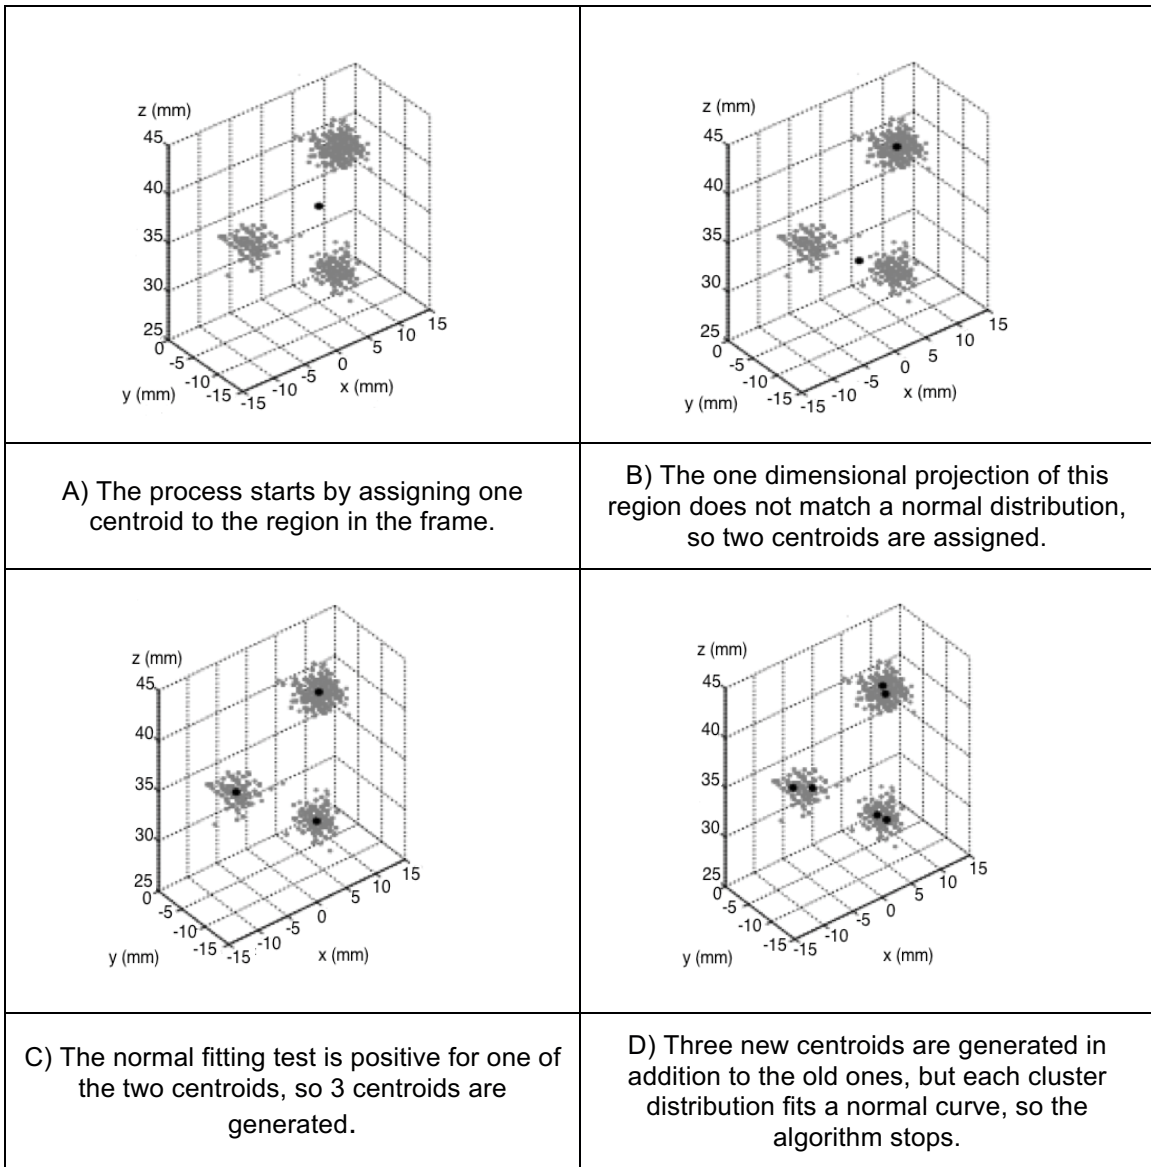 z (mm)
45
40
35
30
25
0
-5
-10
-15
y (mm)
-15
-10
-5
0
5
10
15
x (mm)
z (mm)
45
40
35
30
25
0
-5
-10
-15
y (mm)
-15
-10
-5
0
5
10
15
x (mm)
A) The process starts by assigning one
centroid to the region in the frame.
B) The one dimensional projection of this
region does not match a normal distribution,
so two centroids are assigned.
z (mm)
45
40
35
30
25
0
-5
-10
-15
y (mm)
-15
-10
-5
0
5
10
15
x (mm)
z (mm)
45
40
35
30
25
0
-5
-10
-15
y (mm)
-15
-10
-5
0
5
10
15
x (mm)
C) The normal fitting test is positive for one of
the two centroids, so 3 centroids are
generated.
D) Three new centroids are generated in
addition to the old ones, but each cluster
distribution fits a normal curve, so the
algorithm stops.